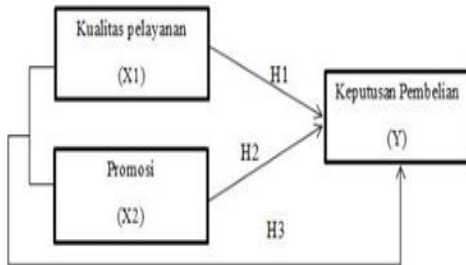 Kualitas pelayanan
(X1)
H1
Keputusan Pembelian
(Y)
H2
Promosi
(X2)
H3